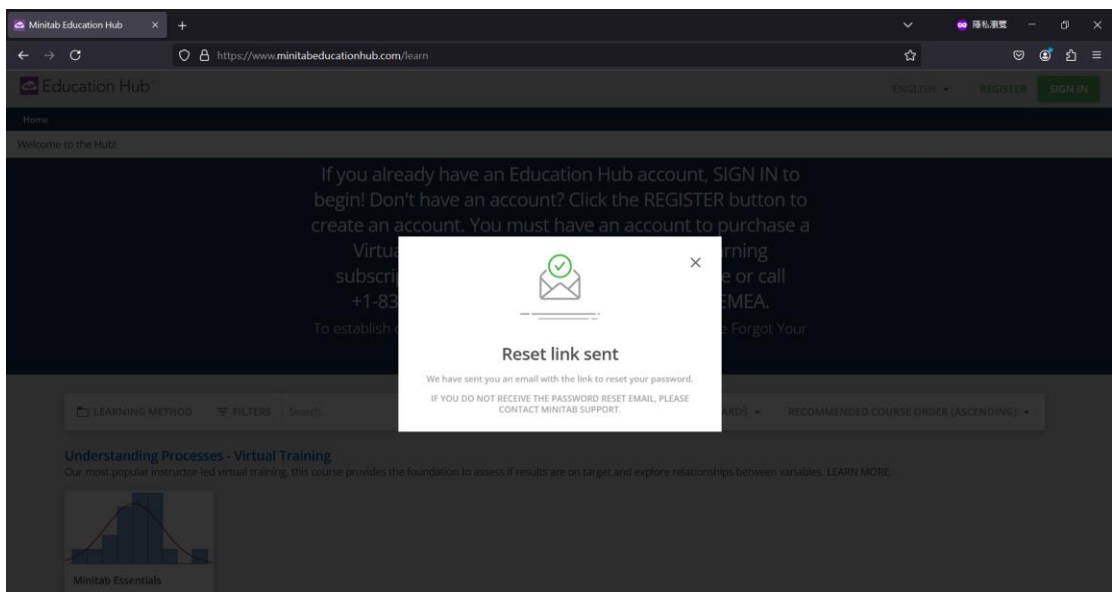 Minitab Education Hub
隱私瀏覽
https://www.minitabeducationhub.com/learn
Education Hub
ENGLISH
REGISTER
SIGN IN
Home
Welcome to the Hub!
If you already have an Education Hub account, SIGN IN to
begin! Don't have an account? Click the REGISTER button to
create an account. You must have an account to purchase a
Virtua rning
subscri e or call
+1-83 EMEA.
To establish e Forgot Your
Reset link sent
We have sent you an email with the link to reset your password.
IF YOU DO NOT RECEIVE THE PASSWORD RESET EMAIL, PLEASE
CONTACT MINITAB SUPPORT.
LEARNING METHOD
FILTERS
Search..
ARDS
RECOMMENDED COURSE ORDER (ASCENDING)
Understanding Processes - Virtual Training
Our most popular instructor-led virtual training, this course provides the foundation to assess if results are on target and explore relationships between variables. LEARN MORE.
Minitab Essentials